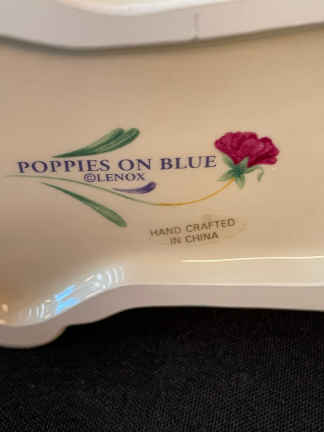 POPPIES ON BLUE
©LENOX
HAND CRAFTED
IN CHINA